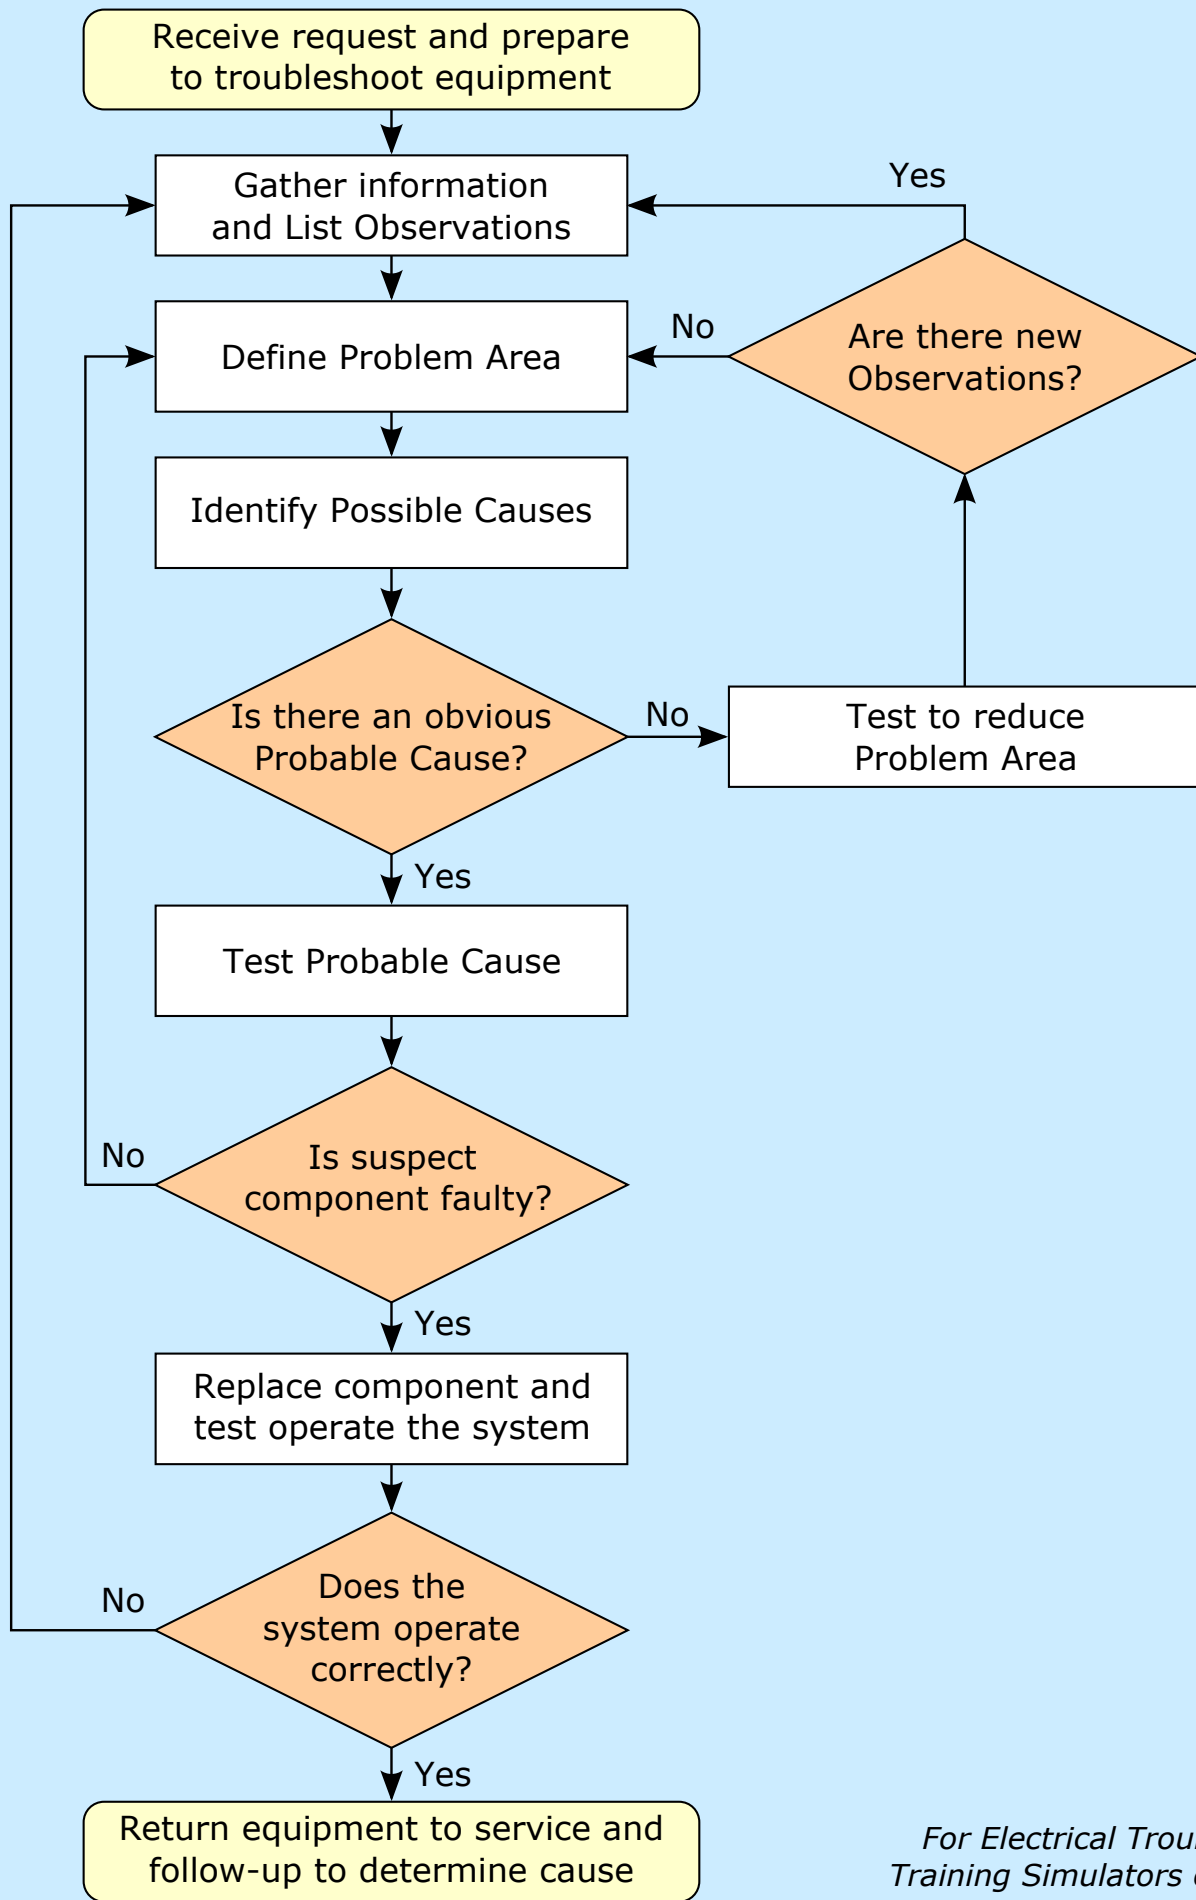 Receive request and prepare
to troubleshoot equipment
Gather information
and List Observations
Yes
Define Problem Area
No
Are there new
Observations?
Identify Possible Causes
Is there an obvious
Probable Cause?
No
Test to reduce
Problem Area
Yes
Test Probable Cause
No
Is suspect
component faulty?
Yes
Replace component and
test operate the system
No
Does the
system operate
correctly?
Yes
Return equipment to service and
follow-up to determine cause
For Electrical
Training Simulators